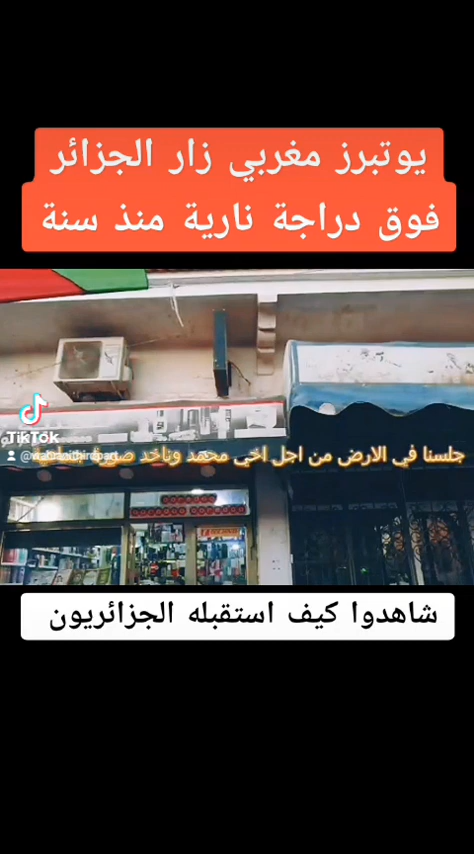 يوتبرز مغربي زار الجزائر
فوق دراجة نارية منذ سنة
TikTok
جلسنا في الارض من اجل اخي محمد وناخد صورة
شاهدوا كيف استقبله الجزائريون